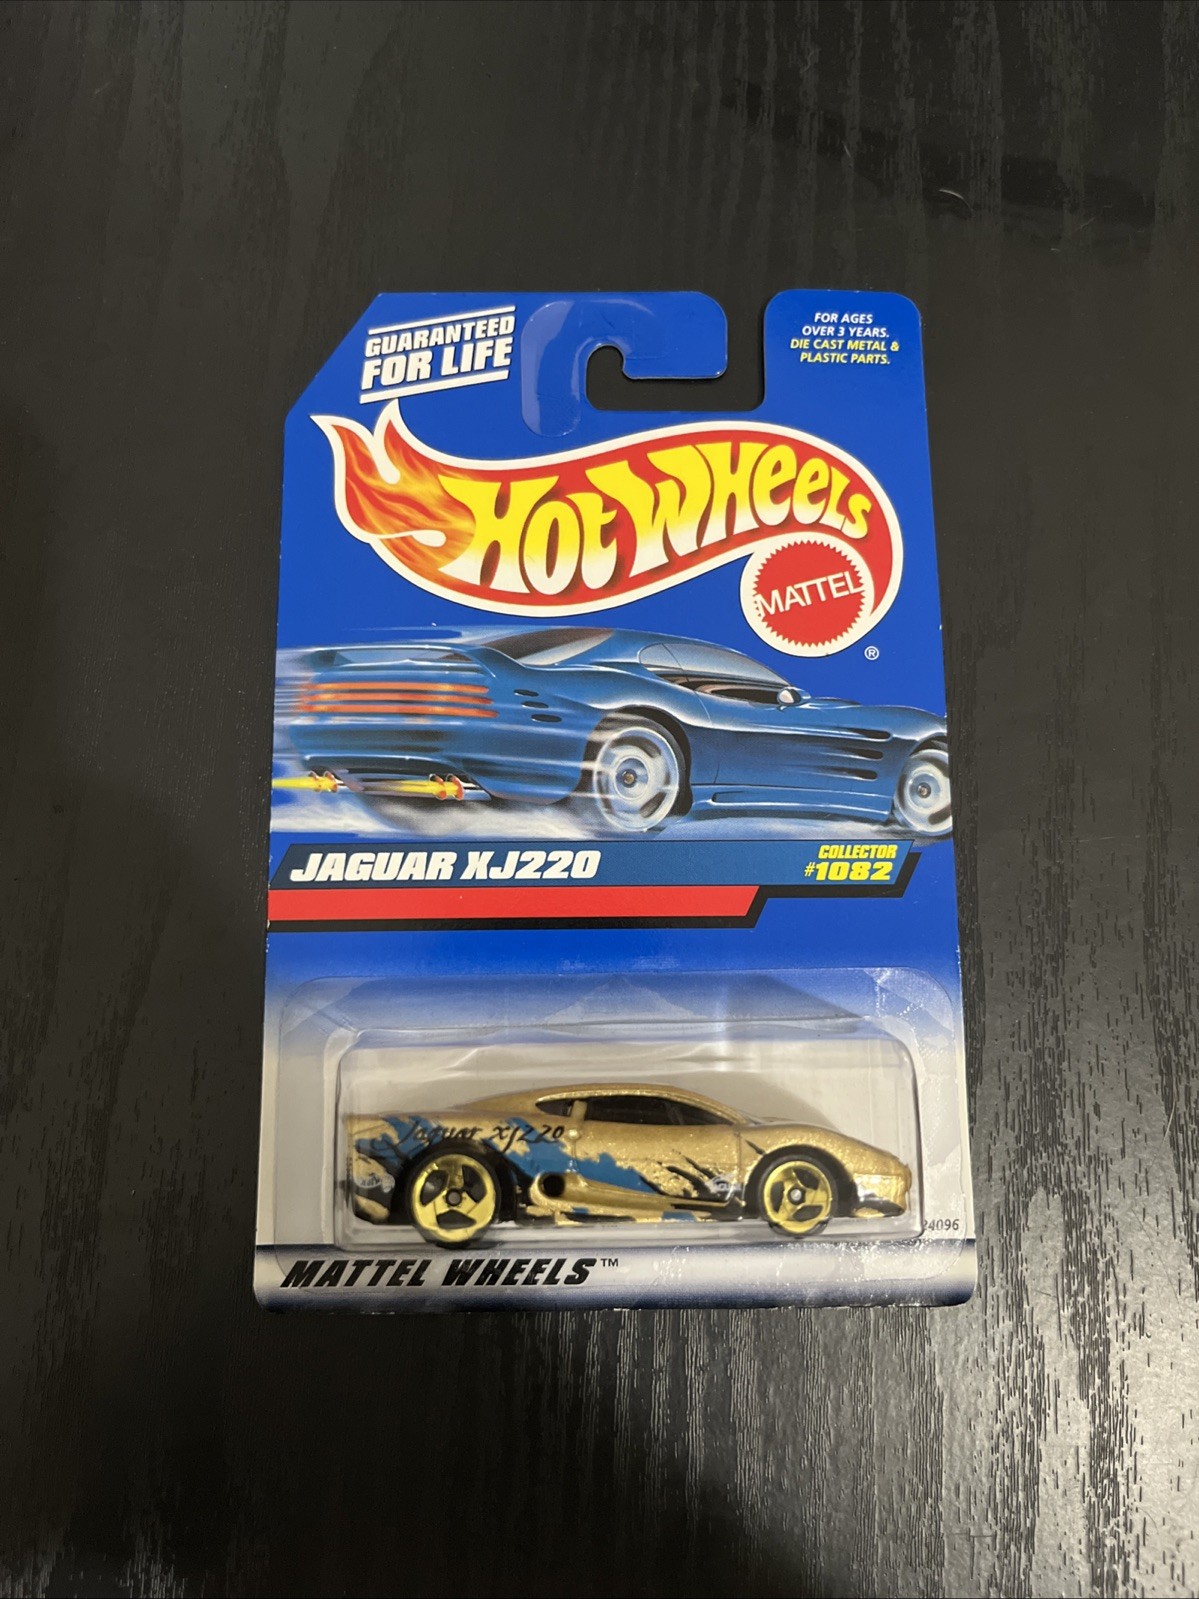 GUARANTEED
FOR LIFE
FOR AGES
OVER 3 YEARS.
DIE CAST METAL &
PLASTIC PARTS.
HOT WHEELS
MATTEL
®
JAGUAR XJ220
COLLECTOR
#1082
Jaguar XJ220
24096
MATTEL WHEELS™